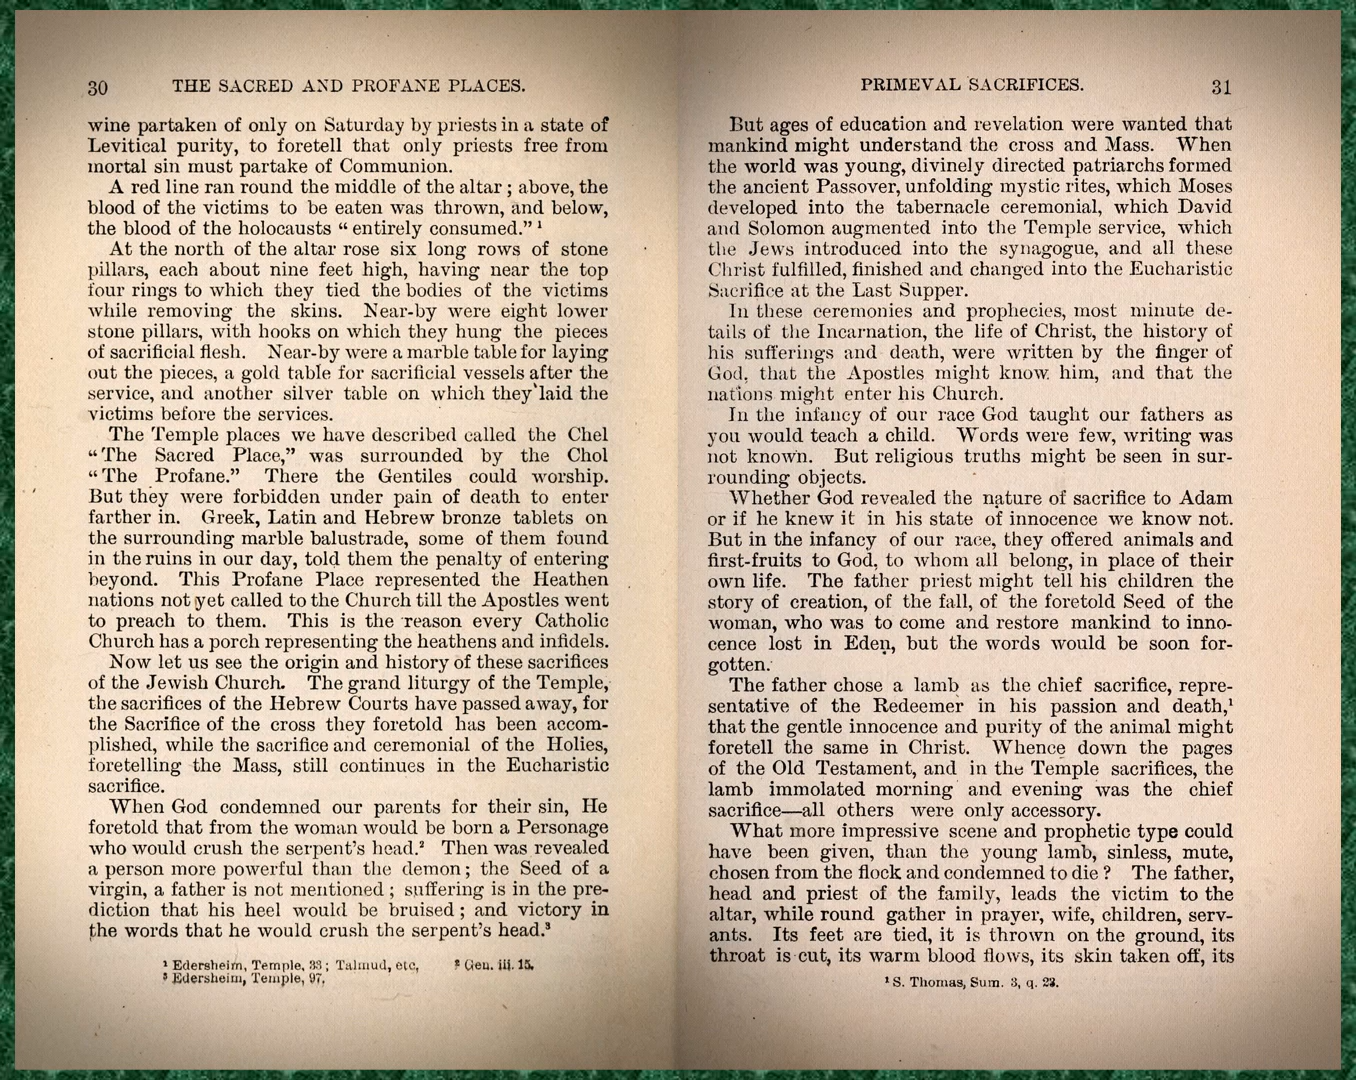 30 THE SACRED AND PROFANE PLACES.
wine partaken of only on Saturday by priests in a state of
Levitical purity, to foretell that only priests free from
mortal sin must partake of Communion.
A red line ran round the middle of the altar ; above, the
blood of the victims to be eaten was thrown, and below,
the blood of the holocausts “ entirely consumed.” ¹
At the north of the altar rose six long rows of stone
pillars, each about nine feet high, having near the top
four rings to which they tied the bodies of the victims
while removing the skins. Near-by were eight lower
stone pillars, with hooks on which they hung the pieces
of sacrificial flesh. Near-by were a marble table for laying
out the pieces, a gold table for sacrificial vessels after the
service, and another silver table on which they laid the
victims before the services.
The Temple places we have described called the Chel
“ The Sacred Place,” was surrounded by the Chol
“ The Profane.” There the Gentiles could worship.
But they were forbidden under pain of death to enter
farther in. Greek, Latin and Hebrew bronze tablets on
the surrounding marble balustrade, some of them found
in the ruins in our day, told them the penalty of entering
beyond. This Profane Place represented the Heathen
nations not yet called to the Church till the Apostles went
to preach to them. This is the reason every Catholic
Church has a porch representing the heathens and infidels.
Now let us see the origin and history of these sacrifices
of the Jewish Church. The grand liturgy of the Temple,
the sacrifices of the Hebrew Courts have passed away, for
the Sacrifice of the cross they foretold has been accom-
plished, while the sacrifice and ceremonial of the Holies,
foretelling the Mass, still continues in the Eucharistic
sacrifice.
When God condemned our parents for their sin, He
foretold that from the woman would be born a Personage
who would crush the serpent's head.² Then was revealed
a person more powerful than the demon ; the Seed of a
virgin, a father is not mentioned ; suffering is in the pre-
diction that his heel would be bruised ; and victory in
the words that he would crush the serpent's head.³
¹ Edersheim, Temple, 33 ; Talmud, etc. ² Gen. iii. 15.
³ Edersheim, Temple, 97.
PRIMEVAL SACRIFICES. 31
But ages of education and revelation were wanted that
mankind might understand the cross and Mass. When
the world was young, divinely directed patriarchs formed
the ancient Passover, unfolding mystic rites, which Moses
developed into the tabernacle ceremonial, which David
and Solomon augmented into the Temple service, which
the Jews introduced into the synagogue, and all these
Christ fulfilled, finished and changed into the Eucharistic
Sacrifice at the Last Supper.
In these ceremonies and prophecies, most minute de-
tails of the Incarnation, the life of Christ, the history of
his sufferings and death, were written by the finger of
God, that the Apostles might know him, and that the
nations might enter his Church.
In the infancy of our race God taught our fathers as
you would teach a child. Words were few, writing was
not known. But religious truths might be seen in sur-
rounding objects.
Whether God revealed the nature of sacrifice to Adam
or if he knew it in his state of innocence we know not.
But in the infancy of our race, they offered animals and
first-fruits to God, to whom all belong, in place of their
own life. The father priest might tell his children the
story of creation, of the fall, of the foretold Seed of the
woman, who was to come and restore mankind to inno-
cence lost in Eden, but the words would be soon for-
gotten.
The father chose a lamb as the chief sacrifice, repre-
sentative of the Redeemer in his passion and death,¹
that the gentle innocence and purity of the animal might
foretell the same in Christ. Whence down the pages
of the Old Testament, and in the Temple sacrifices, the
lamb immolated morning and evening was the chief
sacrifice—all others were only accessory.
What more impressive scene and prophetic type could
have been given, than the young lamb, sinless, mute,
chosen from the flock and condemned to die ? The father,
head and priest of the family, leads the victim to the
altar, while round gather in prayer, wife, children, serv-
ants. Its feet are tied, it is thrown on the ground, its
throat is cut, its warm blood flows, its skin taken off, its
¹ S. Thomas, Sum. 3, q. 22.